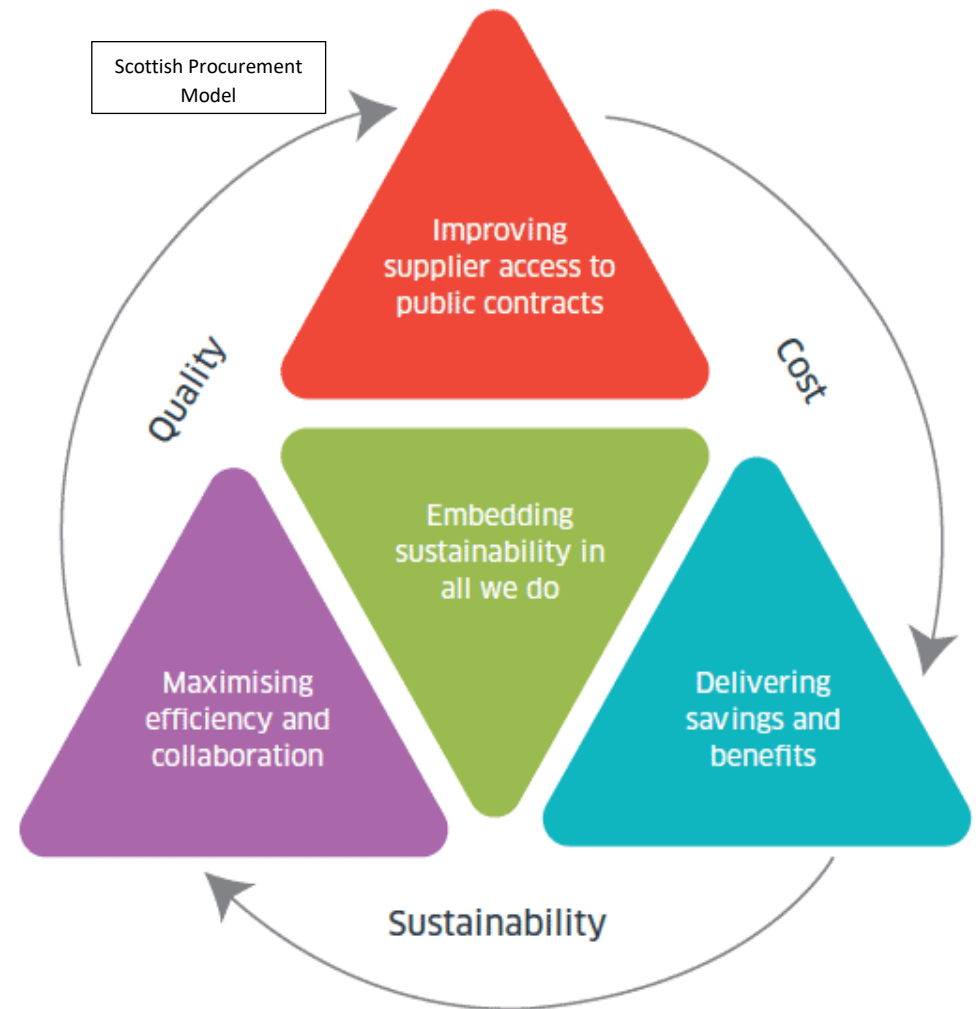 Scottish Procurement
Model
Improving
supplier access to
public contracts
Quality
Cost
Embedding
sustainability in
all we do
Maximising
efficiency and
collaboration
Delivering
savings and
benefits
Sustainability